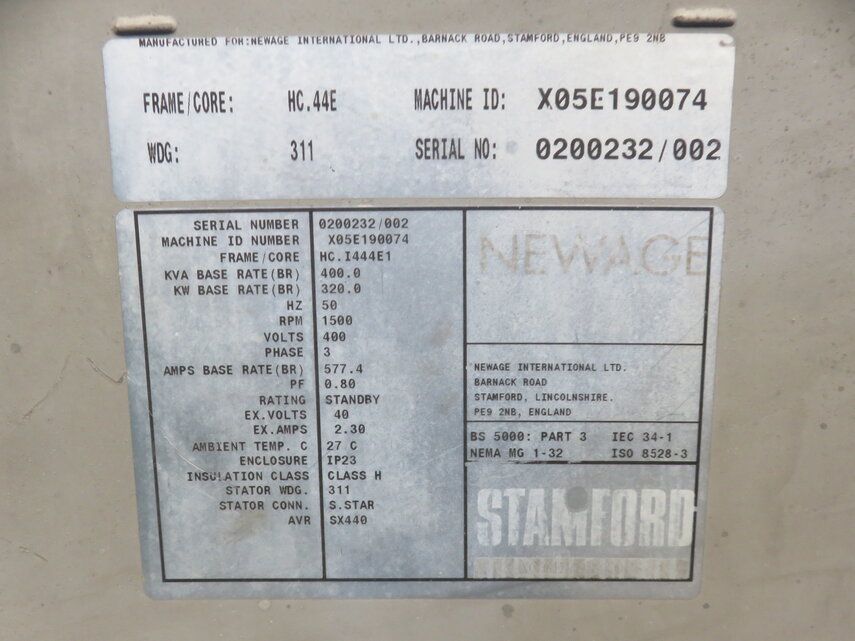 MANUFACTURED FOR:NEWAGE INTERNATIONAL LTD.,BARNACK ROAD,STAMFORD,ENGLAND,PE9 2NB
FRAME/CORE: HC.44E MACHINE ID: X05E190074
WDG: 311 SERIAL NO: 0200232/002
SERIAL NUMBER 0200232/002
MACHINE ID NUMBER X05E190074
FRAME/CORE HC.I444E1
KVA BASE RATE(BR) 400.0
KW BASE RATE(BR) 320.0
HZ 50
RPM 1500
VOLTS 400
PHASE 3
AMPS BASE RATE(BR) 577.4
PF 0.80
RATING STANDBY
EX.VOLTS 40
EX.AMPS 2.30
AMBIENT TEMP. C 27 C
ENCLOSURE IP23
INSULATION CLASS CLASS H
STATOR WDG. 311
STATOR CONN. S.STAR
AVR SX440
NEWAGE
NEWAGE INTERNATIONAL LTD.
BARNACK ROAD
STAMFORD, LINCOLNSHIRE.
PE9 2NB, ENGLAND
BS 5000: PART 3 IEC 34-1
NEMA MG 1-32 ISO 8528-3
STAMFORD